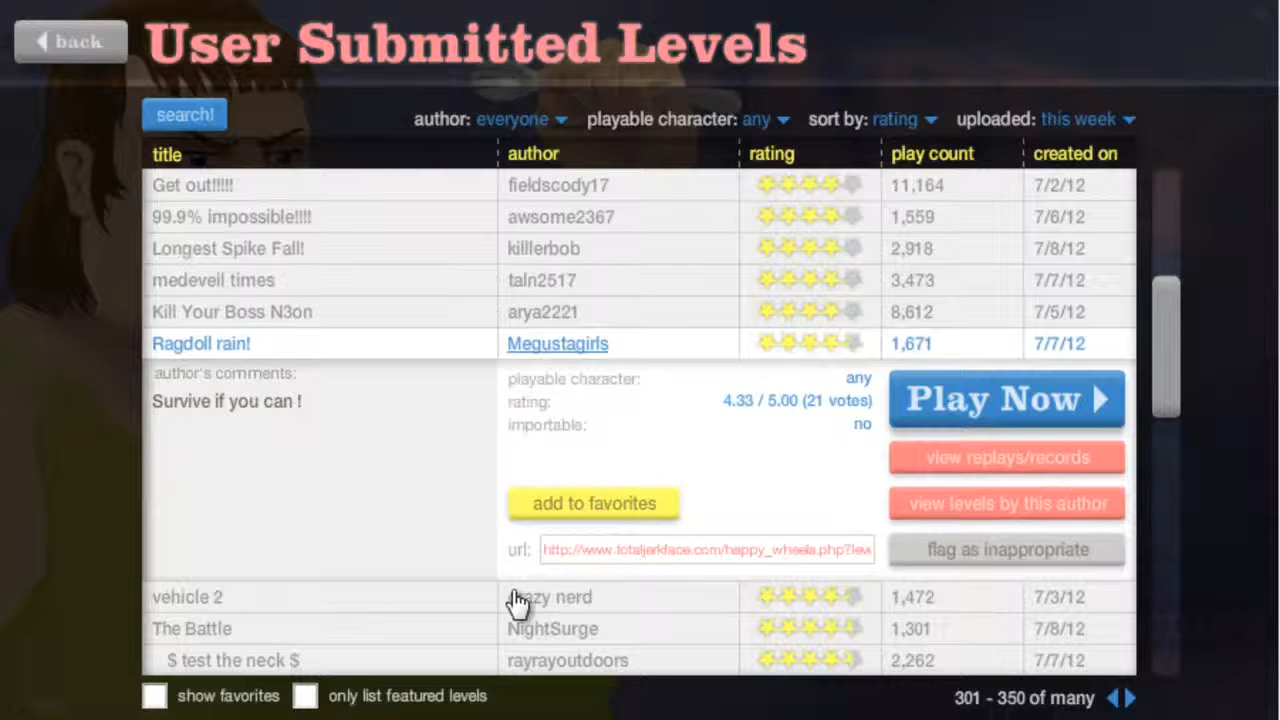 back
User Submitted Levels
search!
author: everyone playable character: any sort by: rating uploaded: this week
title author rating play count created on
Get out!!!!! fieldscody17 11,164 7/2/12
99.9% impossible!!!! awsome2367 1,559 7/6/12
Longest Spike Fall! killlerbob 2,918 7/8/12
medeveil times taln2517 3,473 7/7/12
Kill Your Boss N3on arya2221 8,612 7/5/12
Ragdoll rain! Megustagirls 1,671 7/7/12
author's comments:
Survive if you can !
playable character: any
rating: 4.33 / 5.00 (21 votes)
importable: no
Play Now
view replays/records
add to favorites
view levels by this author
url: http://www.totaljerkface.com/happy_wheels.php?lev
flag as inappropriate
vehicle 2 nerd 1,472 7/3/12
The Battle NightSurge 1,301 7/8/12
$ test the neck $ rayrayoutdoors 2,262 7/7/12
show favorites only list featured levels 301 - 350 of many